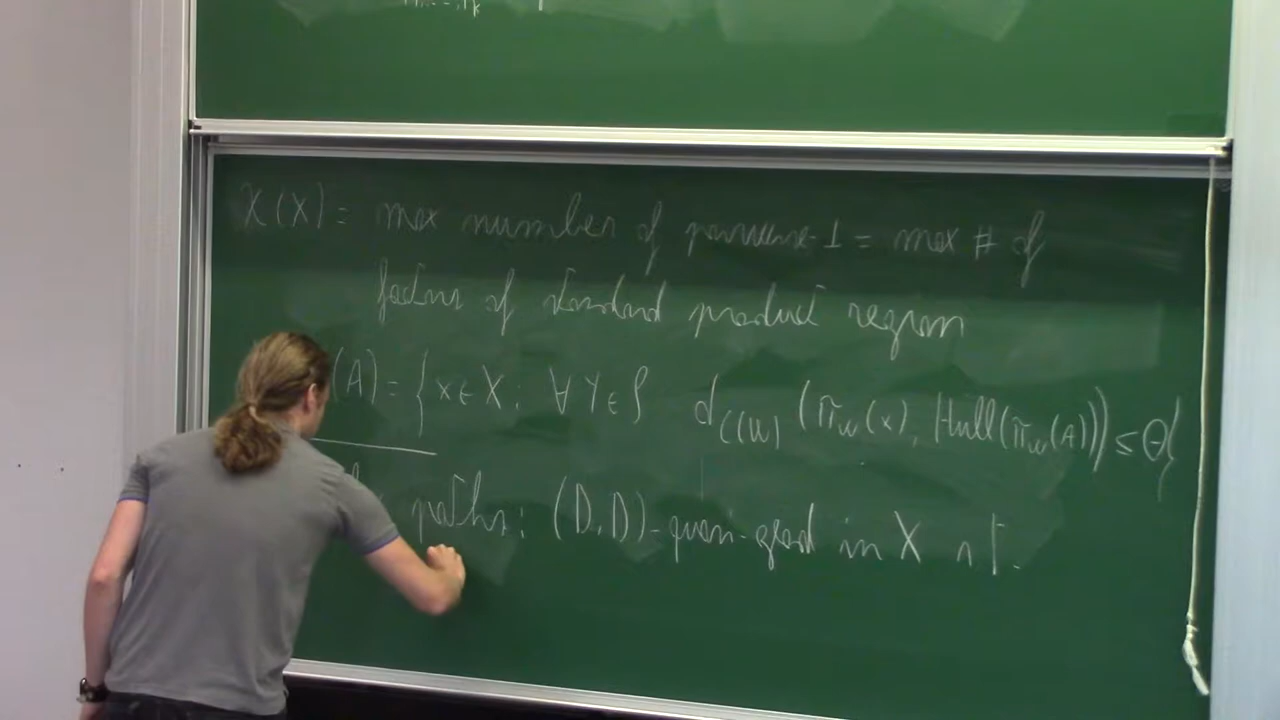 X(X) = max number of pairwise-⊥ = max # of
factors of standard product region
(A) = { x ∈ X : ∀ Y ∈ ʃ d_{C(W)} (π_W(x), Hull(π_W(A))) ≤ θ }
paths: (D,D)-quasi-geod in X s.t.